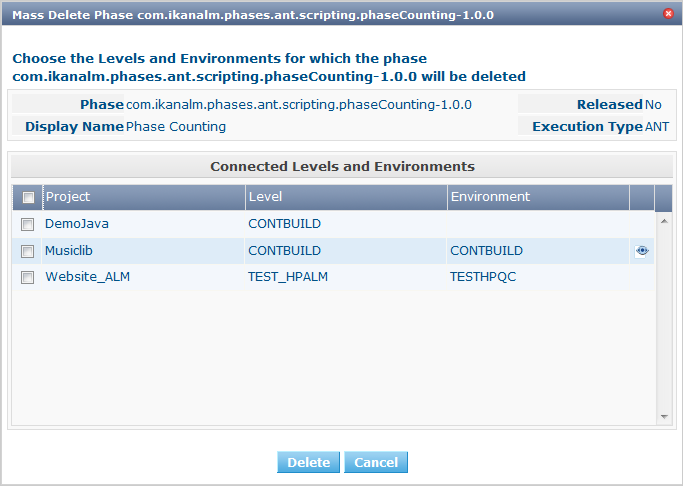 Mass Delete Phase com.ikanalm.phases.ant.scripting.phaseCounting-1.0.0
Choose the Levels and Environments for which the phase
com.ikanalm.phases.ant.scripting.phaseCounting-1.0.0 will be deleted
Phase com.ikanalm.phases.ant.scripting.phaseCounting-1.0.0 Released No
Display Name Phase Counting Execution Type ANT
Connected Levels and Environments
Project Level Environment
DemoJava CONTBUILD
Musiclib CONTBUILD CONTBUILD
Website_ALM TEST_HPALM TESTHPQC
Delete Cancel